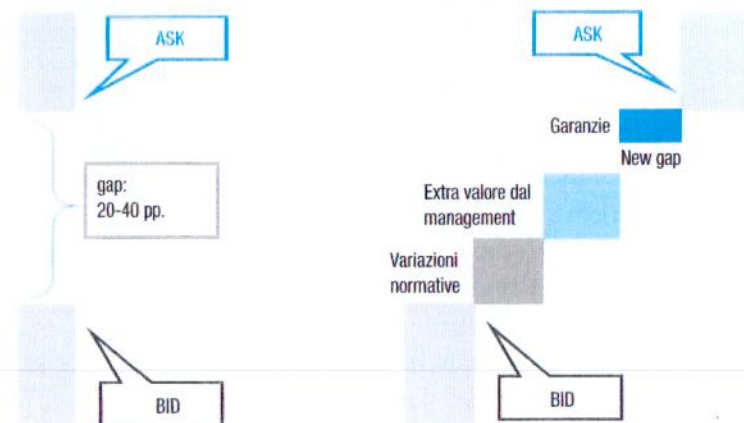 ASK
gap:
20-40 pp.
BID
ASK
Garanzie
New gap
Extra valore dal
management
Variazioni
normative
BID